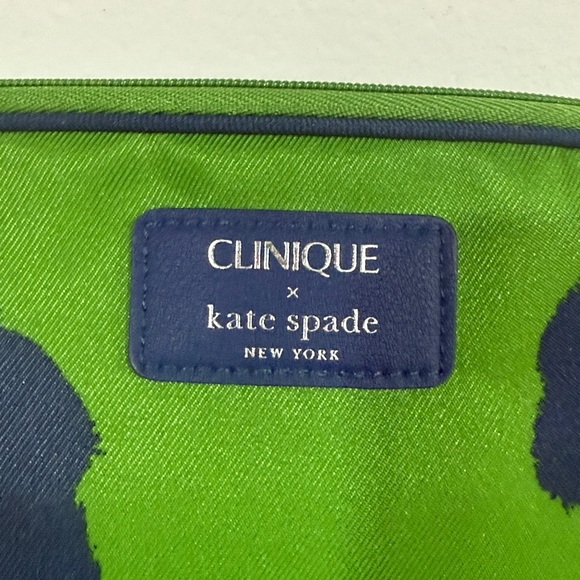 CLINIQUE
×
kate spade
NEW YORK